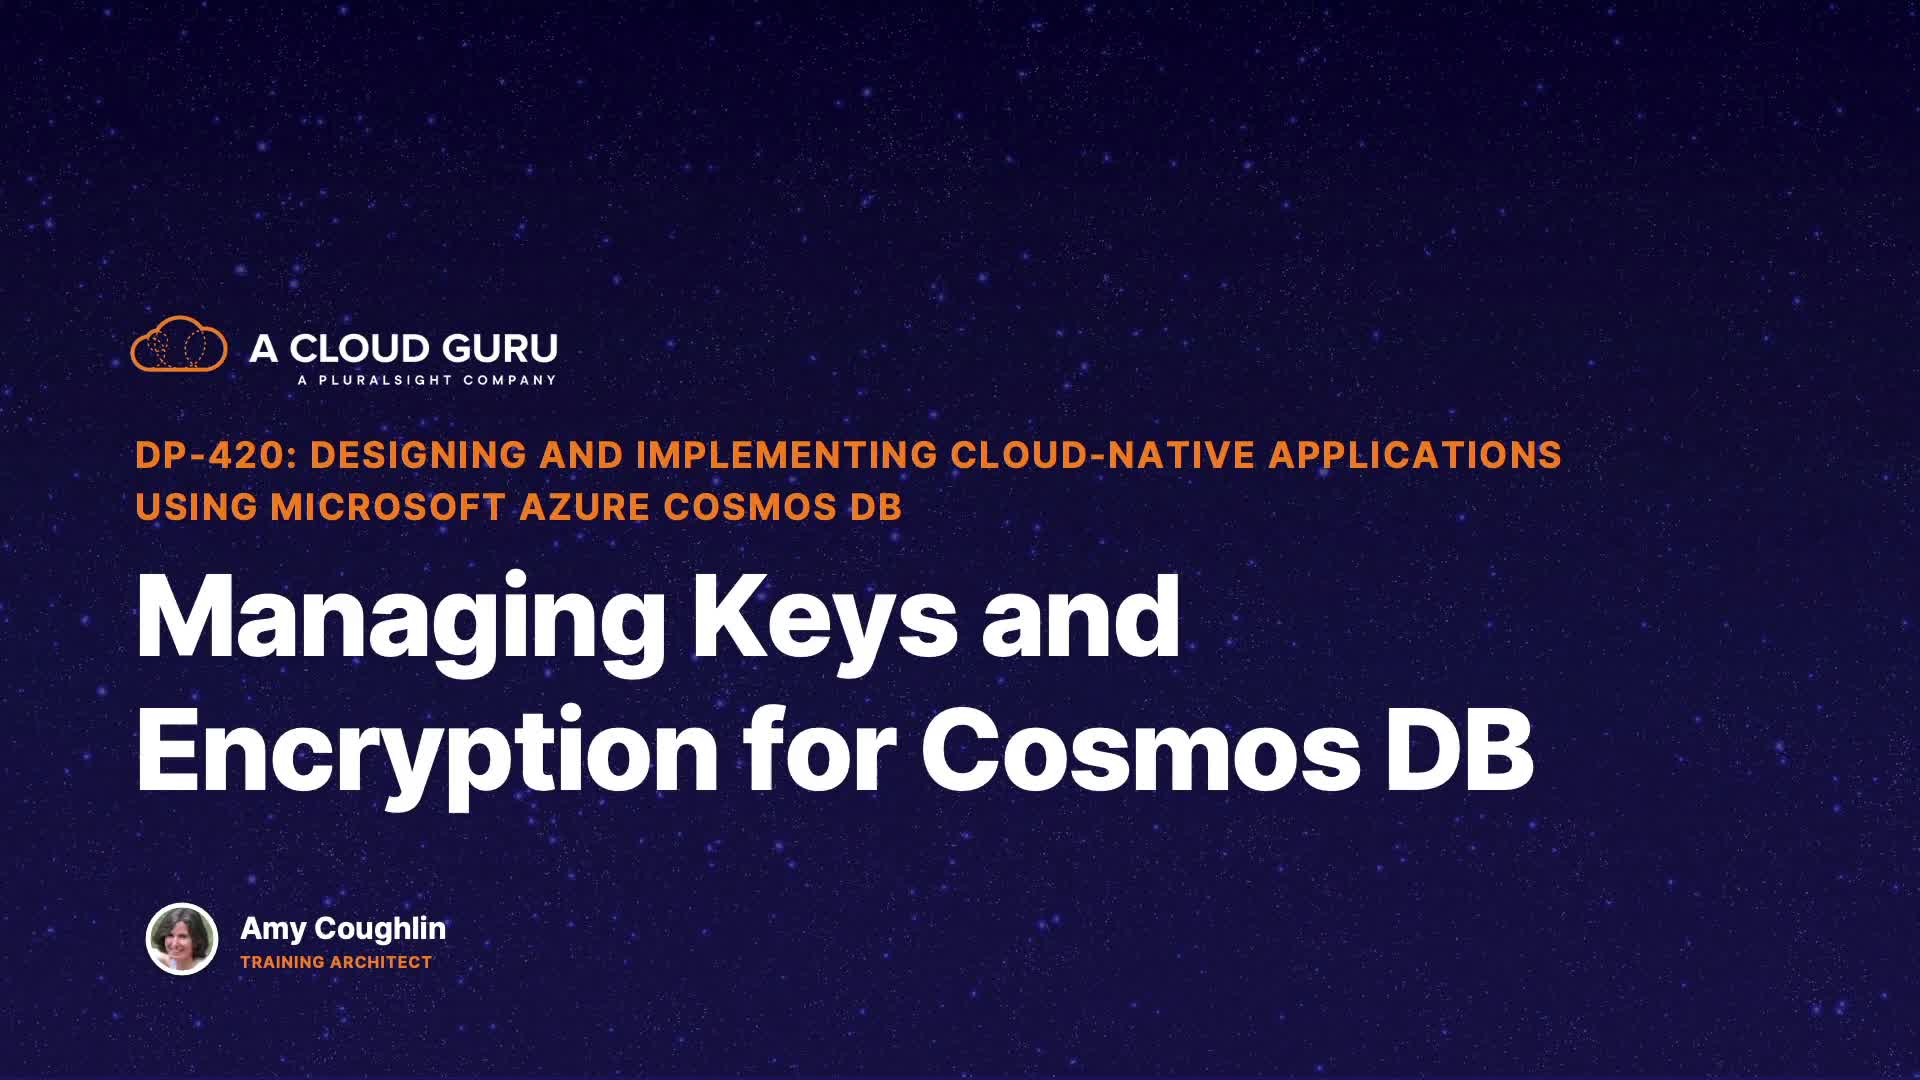 A CLOUD GURU
A PLURALSIGHT COMPANY
DP-420: DESIGNING AND IMPLEMENTING CLOUD-NATIVE APPLICATIONS
USING MICROSOFT AZURE COSMOS DB
Managing Keys and
Encryption for Cosmos DB
Amy Coughlin
TRAINING ARCHITECT